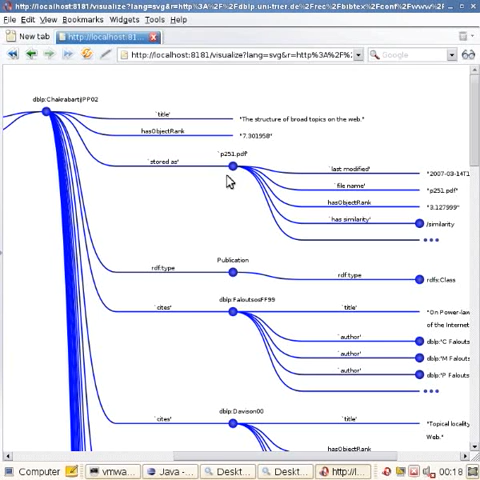 http://localhost:8181/visualize?lang=svg&r=http%3A%2F%2Fdblp.uni-trier.de%2Frec%2Fbibtex%2Fconf%2Fwww%2F
Edit View Bookmarks Widgets Tools Help
New tab http://localhost:81...
http://localhost:8181/visualize?lang=svg&r=http%3A%2F%2 Google
dblp:ChakrabartiJPP02
`title'
"The structure of broad topics on the web."
hasObjectRank
"7.301958"
`p251.pdf'
`stored as'
`last modified'
"2007-03-14T1
`file name'
"p251.pdf"
hasObjectRank
"3.127999"
`has similarity'
/similarity
Publication
rdf:type
rdf:type
rdfs:Class
dblp:FaloutsosFF99
`cites'
`title'
"On Power-law
of the Internet
`author'
dblp:C Falouts
`author'
dblp:M Falouts
`author'
dblp:P Falouts
dblp:Davison00
`cites'
`title'
"Topical locality
Web."
hasObjectRank
Computer vmwa... Java - ... Deskt... Deskt... http://l... 00:18